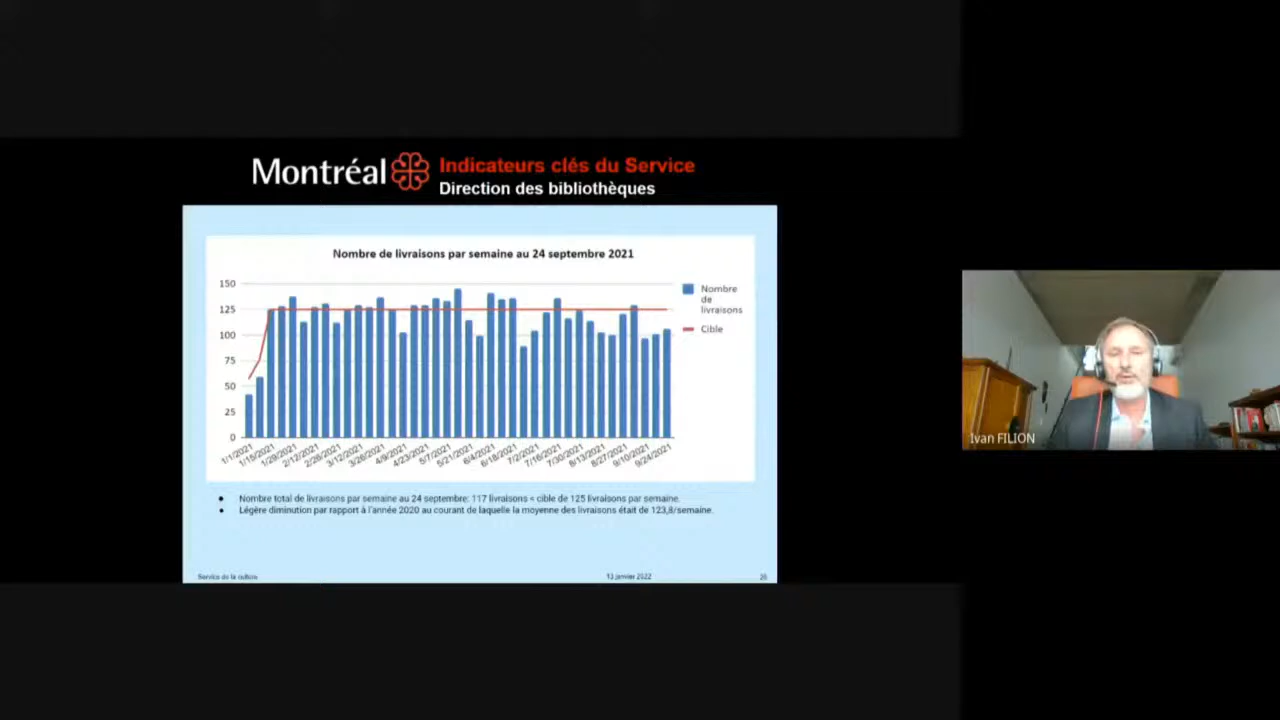 Montréal
Indicateurs clés du Service
Direction des bibliothèques
Nombre de livraisons par semaine au 24 septembre 2021
150
125
100
75
50
25
0
1/1/2021
1/15/2021
1/29/2021
2/12/2021
2/26/2021
3/12/2021
3/26/2021
4/9/2021
4/23/2021
5/7/2021
5/21/2021
6/4/2021
6/18/2021
7/2/2021
7/16/2021
7/30/2021
8/13/2021
8/27/2021
9/10/2021
9/24/2021
Nombre
de
livraisons
Cible
Nombre total de livraisons par semaine au 24 septembre: 117 livraisons < cible de 125 livraisons par semaine.
Légère diminution par rapport à l'année 2020 au courant de laquelle la moyenne des livraisons était de 123,8/semaine.
Service de la culture
13 janvier 2022
Ivan FILION